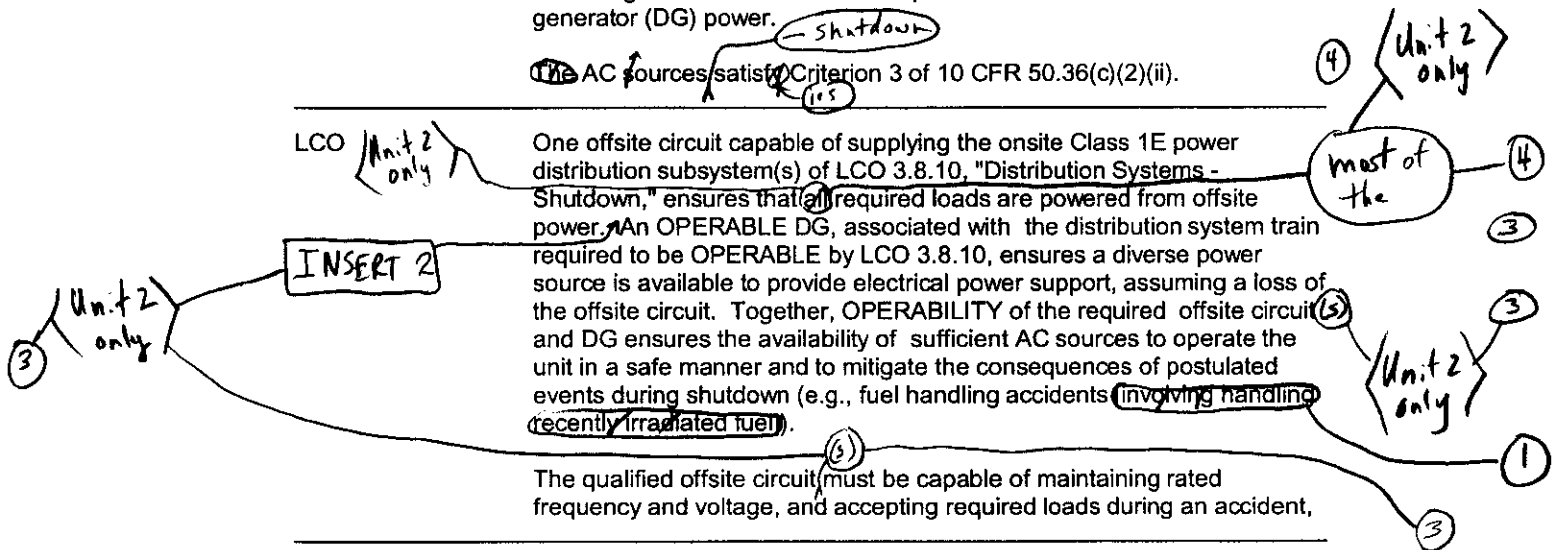 generator (DG) power.
- Shutdown
The AC sources satisfy Criterion 3 of 10 CFR 50.36(c)(2)(ii).
ies
④ <Unit 2 only>
LCO <Unit 2 only> One offsite circuit capable of supplying the onsite Class 1E power
distribution subsystem(s) of LCO 3.8.10, "Distribution Systems -
Shutdown," ensures that all required loads are powered from offsite
most of the ④
③
power. An OPERABLE DG, associated with the distribution system train
INSERT 2
required to be OPERABLE by LCO 3.8.10, ensures a diverse power
source is available to provide electrical power support, assuming a loss of
③ <Unit 2 only>
the offsite circuit. Together, OPERABILITY of the required offsite circuit (s) ③
<Unit 2 only>
and DG ensures the availability of sufficient AC sources to operate the
unit in a safe manner and to mitigate the consequences of postulated
events during shutdown (e.g., fuel handling accidents involving handling
recently irradiated fuel).
①
(s)
The qualified offsite circuit must be capable of maintaining rated
frequency and voltage, and accepting required loads during an accident,
③